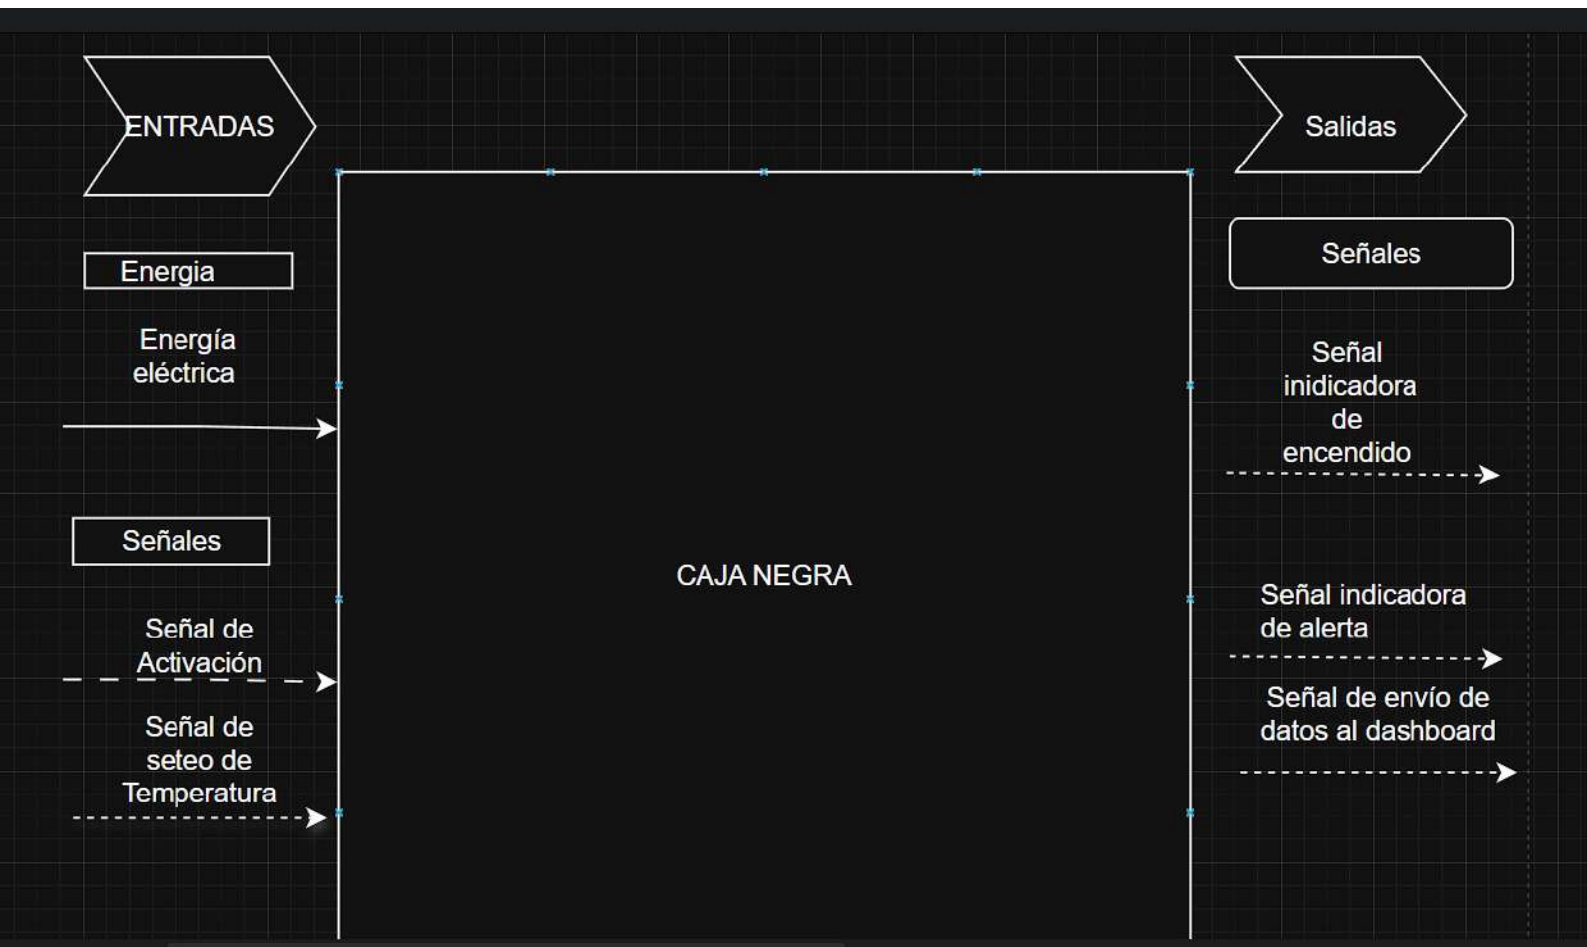 ENTRADAS
Energia
Energía
eléctrica
Señales
Señal de
Activación
Señal de
seteo de
Temperatura
CAJA NEGRA
Salidas
Señales
Señal
inidicadora
de
encendido
Señal indicadora
de alerta
Señal de envío de
datos al dashboard